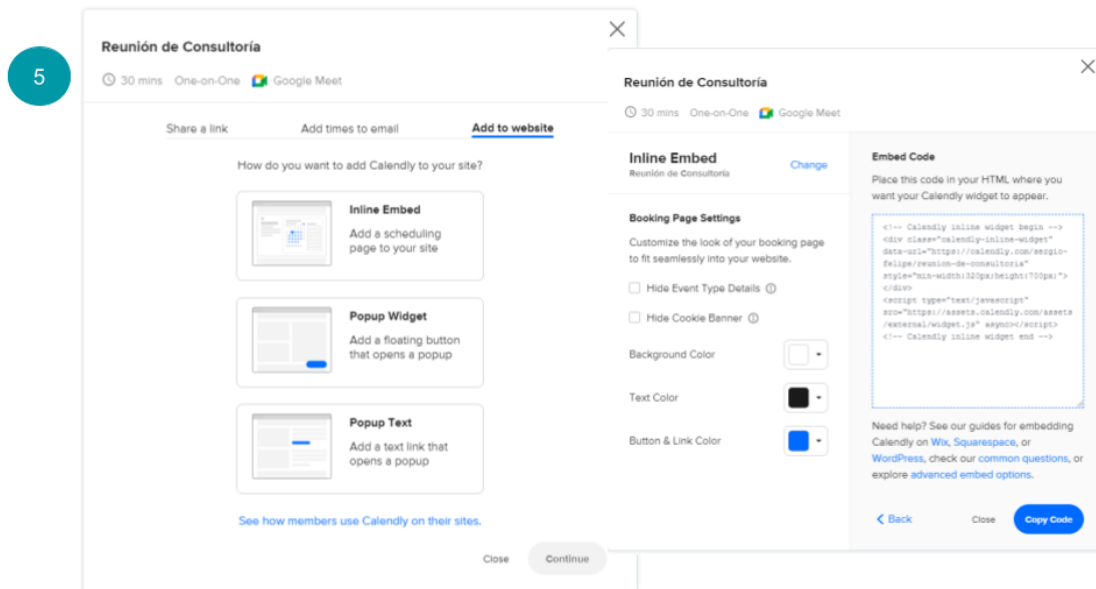 5
Reunión de Consultoría
30 mins One-on-One Google Meet
Share a link Add times to email Add to website
How do you want to add Calendly to your site?
Inline Embed
Add a scheduling
page to your site
Popup Widget
Add a floating button
that opens a popup
Popup Text
Add a text link that
opens a popup
See how members use Calendly on their sites.
Close Continue
Reunión de Consultoría
30 mins One-on-One Google Meet
Inline Embed Change
Reunión de Consultoría
Booking Page Settings
Customize the look of your booking page
to fit seamlessly into your website.
Hide Event Type Details
Hide Cookie Banner
Background Color
Text Color
Button & Link Color
Embed Code
Place this code in your HTML where you
want your Calendly widget to appear.
<!-- Calendly inline widget begin -->
<div class="calendly-inline-widget"
data-url="https://calendly.com/sergio-
felipe/reunion-de-consultoria"
style="min-width:320px;height:700px;">
</div>
<script type="text/javascript"
src="https://assets.calendly.com/assets
/external/widget.js" async></script>
<!-- Calendly inline widget end -->
Need help? See our guides for embedding
Calendly on Wix, Squarespace, or
WordPress, check our common questions, or
explore advanced embed options.
Back Close Copy Code